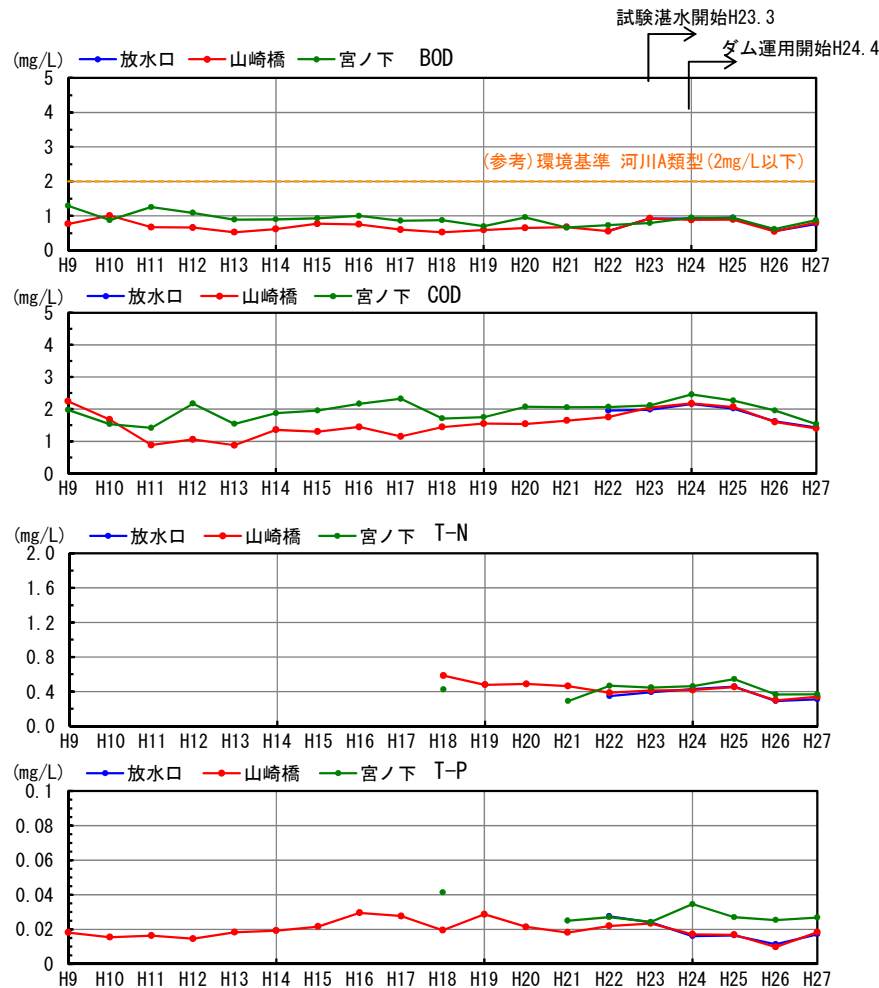 試験湛水開始H23.3
ダム運用開始H24.4
(mg/L) 放水口 山崎橋 宮ノ下 BOD
5
4
3
(参考)環境基準 河川A類型(2mg/L以下)
2
1
0
H9 H10 H11 H12 H13 H14 H15 H16 H17 H18 H19 H20 H21 H22 H23 H24 H25 H26 H27
(mg/L) 放水口 山崎橋 宮ノ下 COD
5
4
3
2
1
0
H9 H10 H11 H12 H13 H14 H15 H16 H17 H18 H19 H20 H21 H22 H23 H24 H25 H26 H27
(mg/L) 放水口 山崎橋 宮ノ下 T-N
2.0
1.6
1.2
0.8
0.4
0.0
H9 H10 H11 H12 H13 H14 H15 H16 H17 H18 H19 H20 H21 H22 H23 H24 H25 H26 H27
(mg/L) 放水口 山崎橋 宮ノ下 T-P
0.1
0.08
0.06
0.04
0.02
0
H9 H10 H11 H12 H13 H14 H15 H16 H17 H18 H19 H20 H21 H22 H23 H24 H25 H26 H27